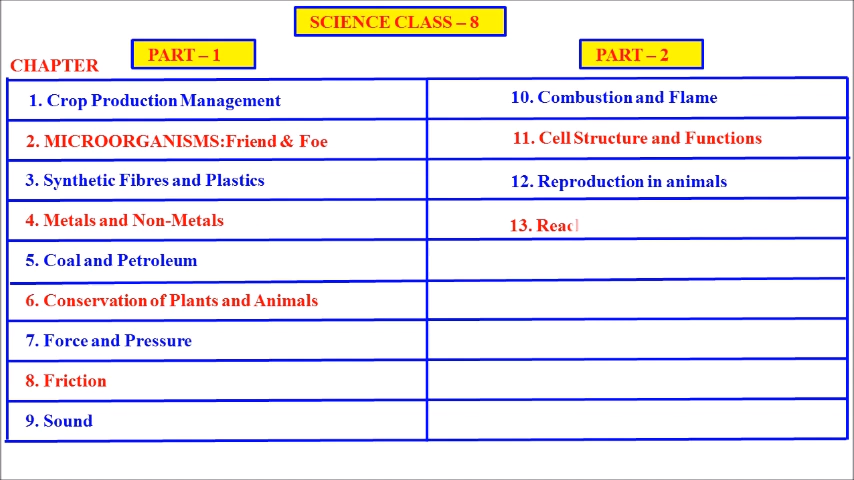 SCIENCE CLASS – 8
PART – 1
PART – 2
CHAPTER
1. Crop Production Management
2. MICROORGANISMS:Friend & Foe
3. Synthetic Fibres and Plastics
4. Metals and Non-Metals
5. Coal and Petroleum
6. Conservation of Plants and Animals
7. Force and Pressure
8. Friction
9. Sound
10. Combustion and Flame
11. Cell Structure and Functions
12. Reproduction in animals
13.